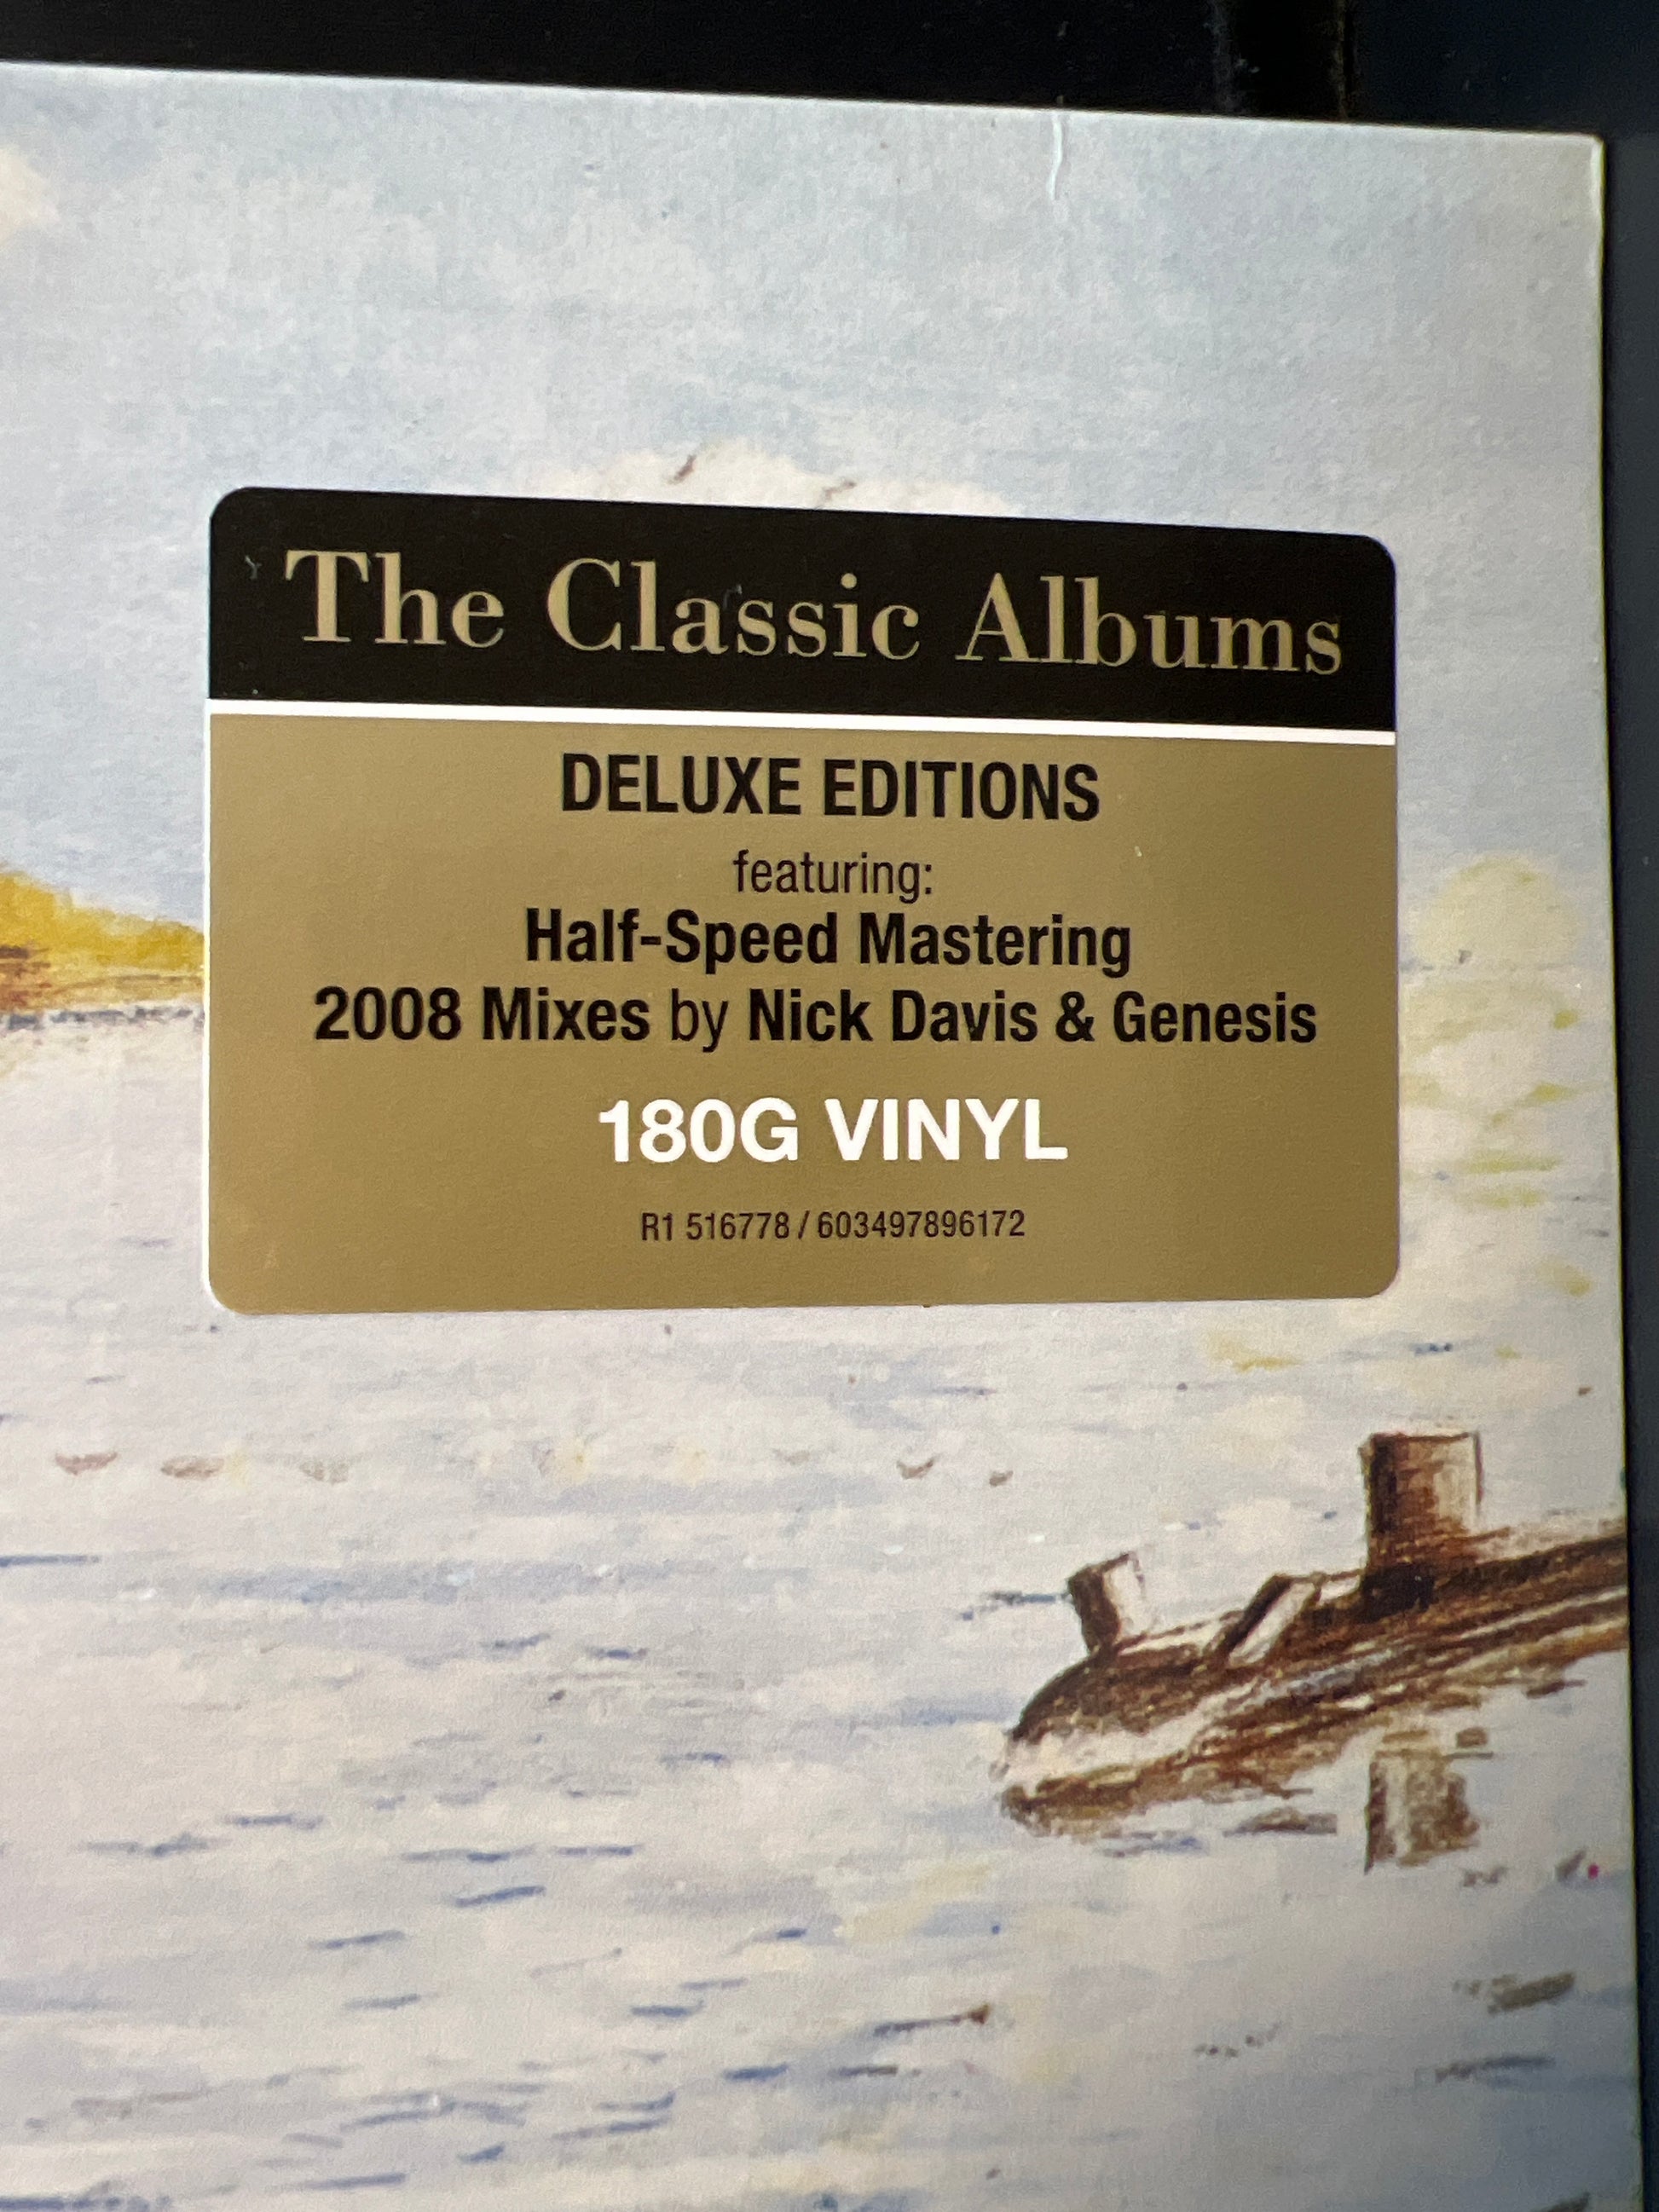 The Classic Albums
DELUXE EDITIONS
featuring:
Half-Speed Mastering
2008 Mixes by Nick Davis & Genesis
180G VINYL
R1 516778 / 603497896172